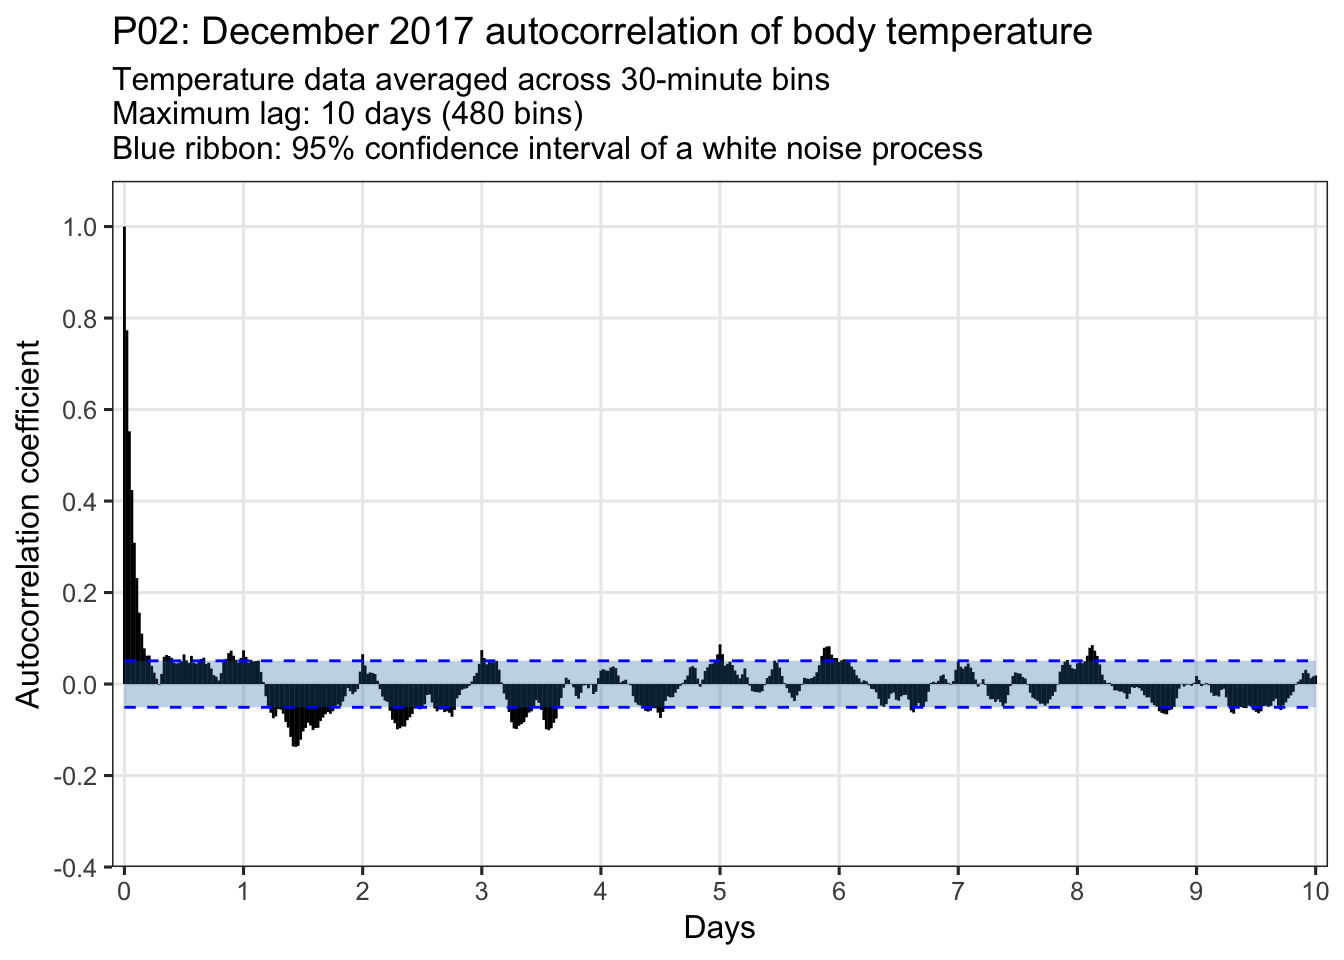 P02: December 2017 autocorrelation of body temperature
Temperature data averaged across 30-minute bins
Maximum lag: 10 days (480 bins)
Blue ribbon: 95% confidence interval of a white noise process
Autocorrelation coefficient
1.0
0.8
0.6
0.4
0.2
0.0
-0.2
-0.4
0 1 2 3 4 5 6 7 8 9 10
Days